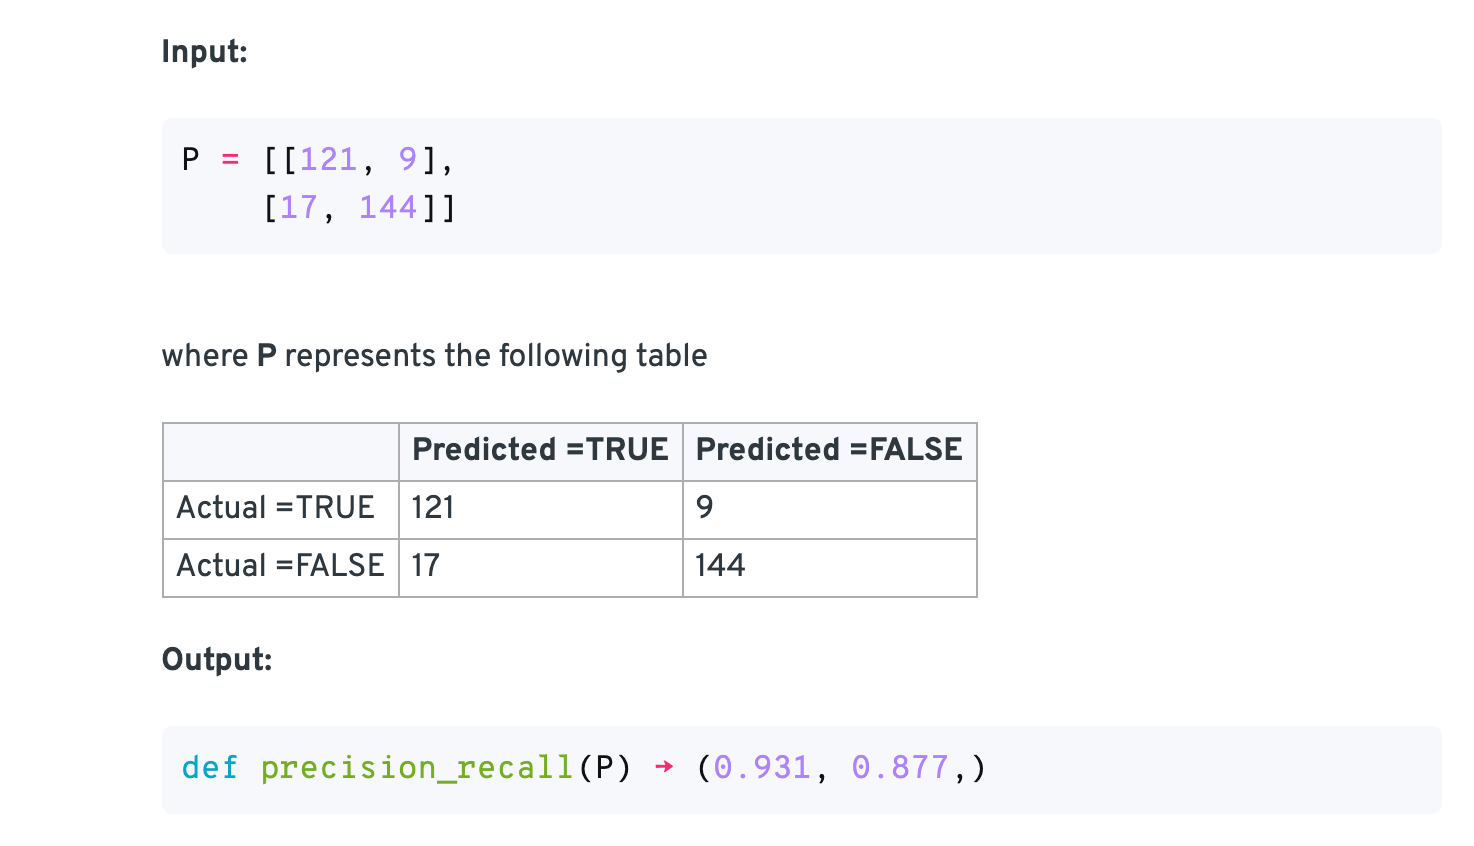 Input:
P = [[121, 9],
[17, 144]]
where P represents the following table
Predicted =TRUE Predicted =FALSE
Actual =TRUE 121 9
Actual =FALSE 17 144
Output:
def precision_recall(P) → (0.931, 0.877,)